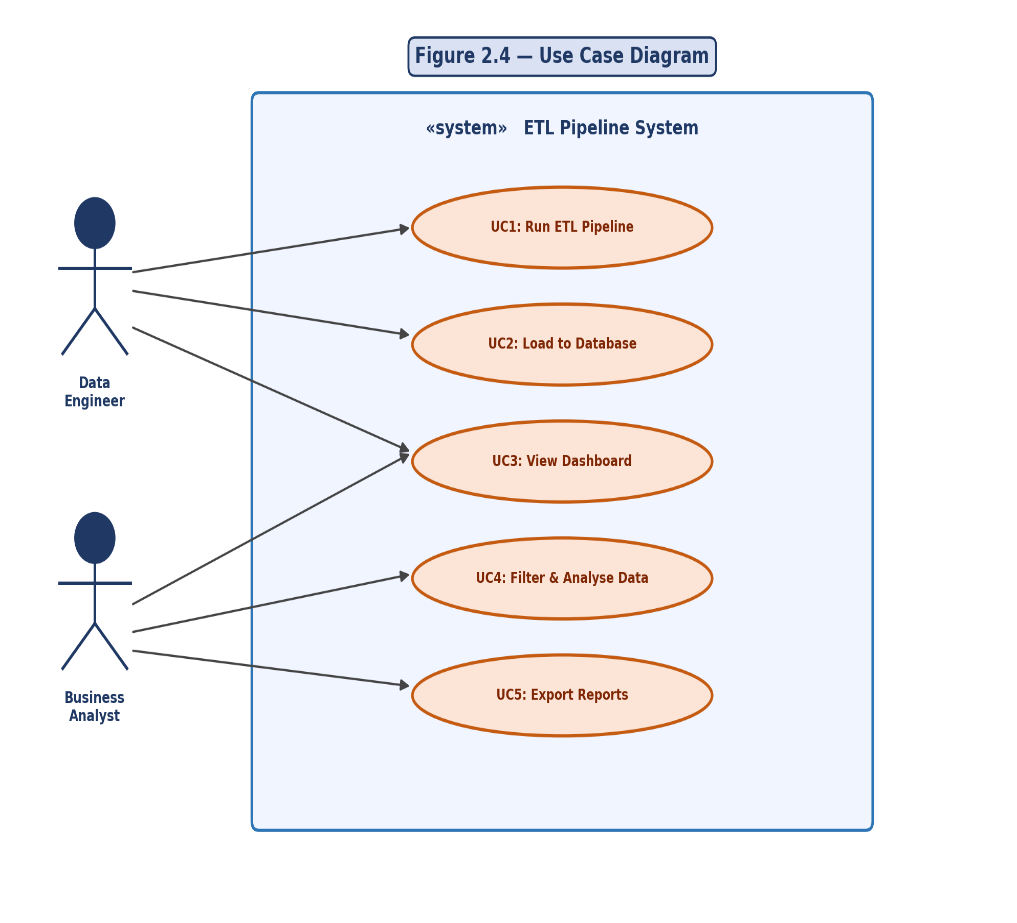 Figure 2.4 — Use Case Diagram
«system»   ETL Pipeline System
UC1: Run ETL Pipeline
UC2: Load to Database
Data
Engineer
UC3: View Dashboard
UC4: Filter & Analyse Data
UC5: Export Reports
Business
Analyst